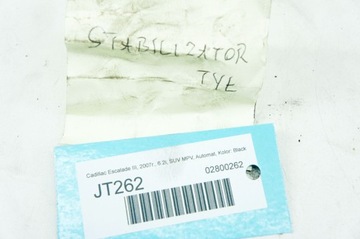 STABILIZATOR
TYŁ
Cadillac Escalade III, 2007r., 6.2L SUV MPV, Automat, Kolor: Black
JT262
02800262